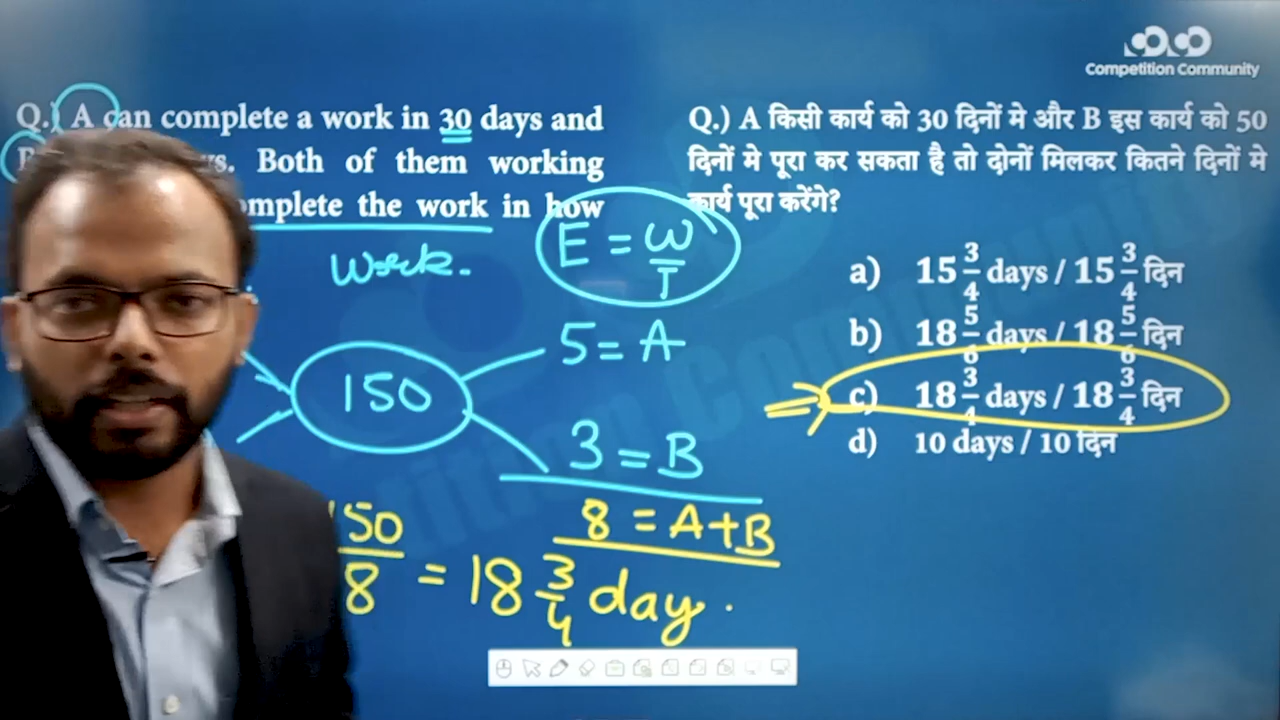 Competition Community
Q.) A can complete a work in 30 days and
days. Both of them working
complete the work in how
Q.) A किसी कार्य को 30 दिनों मे और B इस कार्य को 50
दिनों मे पूरा कर सकता है तो दोनों मिलकर कितने दिनों मे
कार्य पूरा करेंगे?
a) 15 3/4 days / 15 3/4 दिन
b) 18 5/6 days / 18 5/6 दिन
c) 18 3/4 days / 18 3/4 दिन
d) 10 days / 10 दिन
Work.
E = W/T
150
5 = A
3 = B
8 = A+B
150/8 = 18 3/4 day.